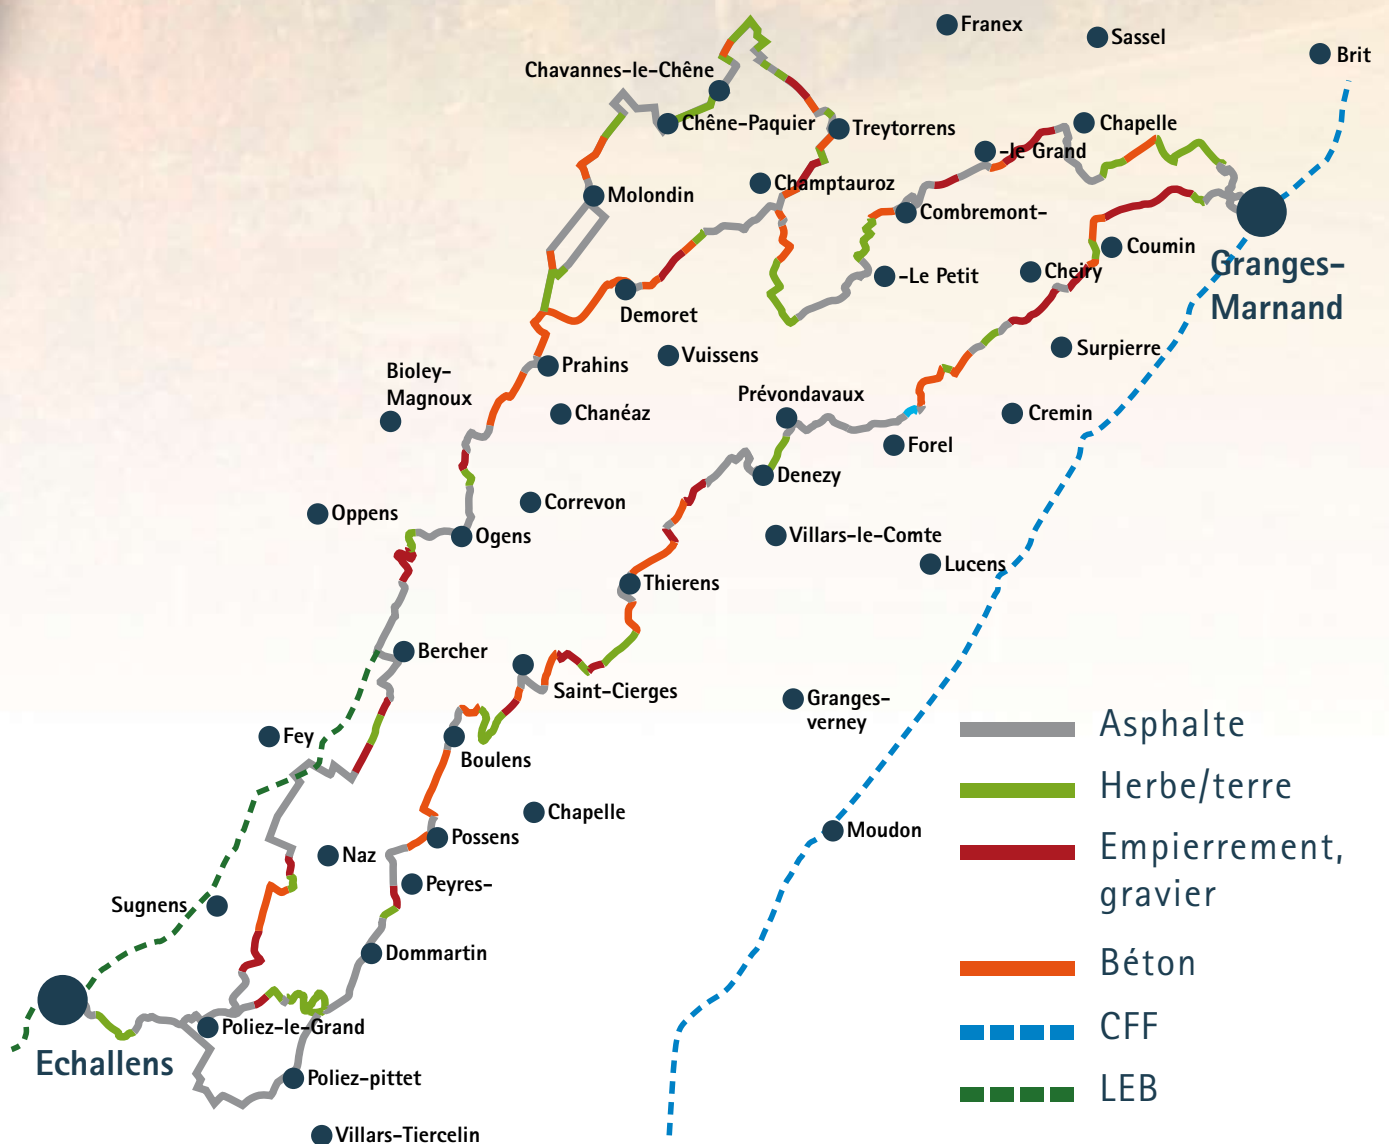 Franex
Sassel
Brit
Chavannes-le-Chêne
Chêne-Paquier
Treytorrens
Chapelle
-le Grand
Champtauroz
Molondin
Combremont-
Coumin
Cheiry
-Le Petit
Granges-
Marnand
Demoret
Surpierre
Vuissens
Prahins
Bioley-
Magnoux
Prévondavaux
Chanéaz
Cremin
Forel
Denezy
Correvon
Oppens
Ogens
Villars-le-Comte
Lucens
Thierens
Bercher
Saint-Cierges
Granges-
verney
Fey
Boulens
Chapelle
Possens
Moudon
Naz
Peyres-
Sugnens
Dommartin
Poliez-le-Grand
Echallens
Poliez-pittet
Villars-Tiercelin
Asphalte
Herbe/terre
Empierrement,
gravier
Béton
CFF
LEB